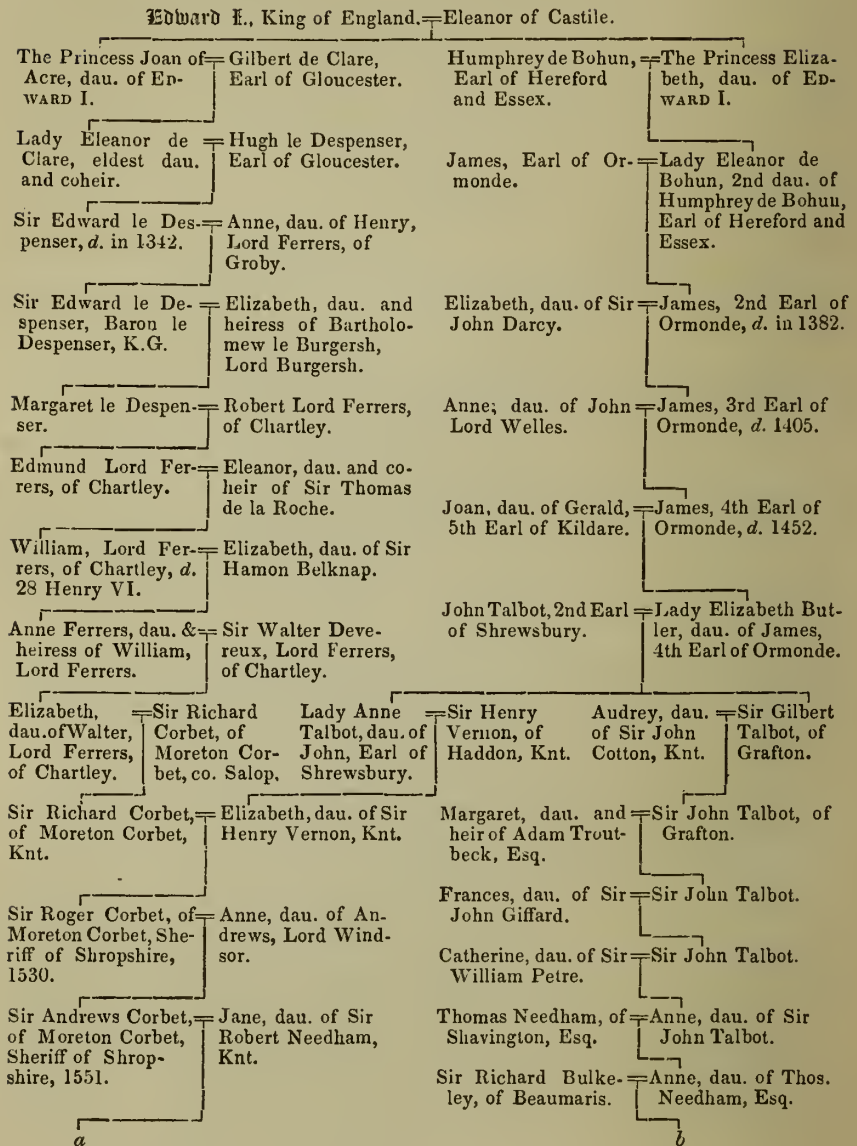 Edward I., King of England.=Eleanor of Castile.
The Princess Joan of=Gilbert de Clare,
Acre, dau. of ED- Earl of Gloucester.
WARD I.
Humphrey de Bohun,=The Princess Eliza-
Earl of Hereford beth, dau. of ED-
and Essex. WARD I.
Lady Eleanor de =Hugh le Despenser,
Clare, eldest dau. Earl of Gloucester.
and coheir.
James, Earl of Or-=Lady Eleanor de
monde. Bohun, 2nd dau. of
Humphrey de Bohun,
Earl of Hereford and
Essex.
Sir Edward le Des-=Anne, dau. of Henry,
penser, d. in 1342. Lord Ferrers, of
Groby.
Sir Edward le De-=Elizabeth, dau. and
spenser, Baron le heiress of Bartholo-
Despenser, K.G. mew le Burgersh,
Lord Burgersh.
Elizabeth, dau. of Sir=James, 2nd Earl of
John Darcy. Ormonde, d. in 1382.
Margaret le Despen-=Robert Lord Ferrers,
ser. of Chartley.
Anne, dau. of John=James, 3rd Earl of
Lord Welles. Ormonde, d. 1405.
Edmund Lord Fer-=Eleanor, dau. and co-
rers, of Chartley. heir of Sir Thomas
de la Roche.
Joan, dau. of Gerald,=James, 4th Earl of
5th Earl of Kildare. Ormonde, d. 1452.
William, Lord Fer-=Elizabeth, dau. of Sir
rers, of Chartley, d. Hamon Belknap.
28 Henry VI.
John Talbot, 2nd Earl=Lady Elizabeth But-
of Shrewsbury. ler, dau. of James,
4th Earl of Ormonde.
Anne Ferrers, dau. &=Sir Walter Deve-
heiress of William, reux, Lord Ferrers,
Lord Ferrers. of Chartley.
Elizabeth, =Sir Richard
dau. of Walter, Corbet, of
Lord Ferrers, Moreton Cor-
of Chartley. bet, co. Salop.
Lady Anne =Sir Henry
Talbot, dau. of Vernon, of
John, Earl of Haddon, Knt.
Shrewsbury.
Audrey, dau. =Sir Gilbert
of Sir John Talbot, of
Cotton, Knt. Grafton.
Sir Richard Corbet,=Elizabeth, dau. of Sir
of Moreton Corbet, Henry Vernon, Knt.
Knt.
Margaret, dau. and=Sir John Talbot, of
heir of Adam Trout- Grafton.
beck, Esq.
Sir Roger Corbet, of=Anne, dau. of An-
Moreton Corbet, She- drews, Lord Wind-
riff of Shropshire, sor.
1530.
Frances, dau. of Sir=Sir John Talbot.
John Giffard.
Catherine, dau. of Sir=Sir John Talbot.
William Petre.
Sir Andrews Corbet,=Jane, dau. of Sir
of Moreton Corbet, Robert Needham,
Sheriff of Shrop- Knt.
shire, 1551.
Thomas Needham, of=Anne, dau. of Sir
Shavington, Esq. John Talbot.
Sir Richard Bulke-=Anne, dau. of Thos.
ley, of Beaumaris. Needham, Esq.
a b